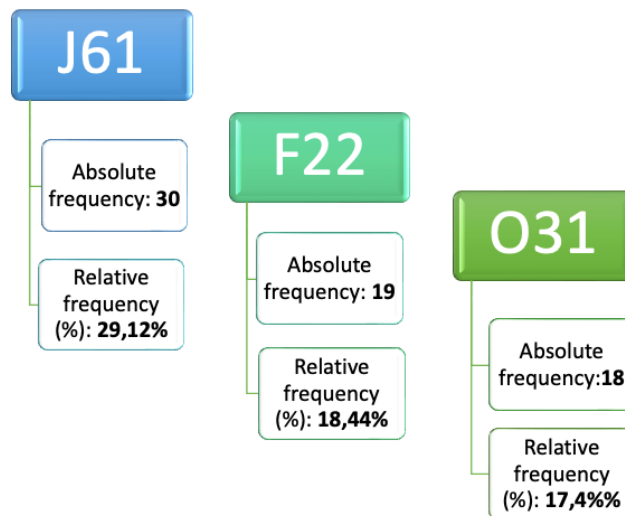 J61
Absolute
frequency: 30
Relative
frequency
(%): 29,12%
F22
Absolute
frequency: 19
Relative
frequency
(%): 18,44%
O31
Absolute
frequency:18
Relative
frequency
(%): 17,4%%